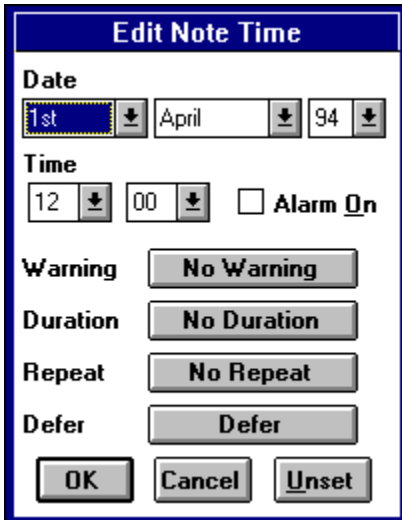 Edit Note Time
Date
1st April 94
Time
12 00 Alarm On
Warning No Warning
Duration No Duration
Repeat No Repeat
Defer Defer
OK Cancel Unset